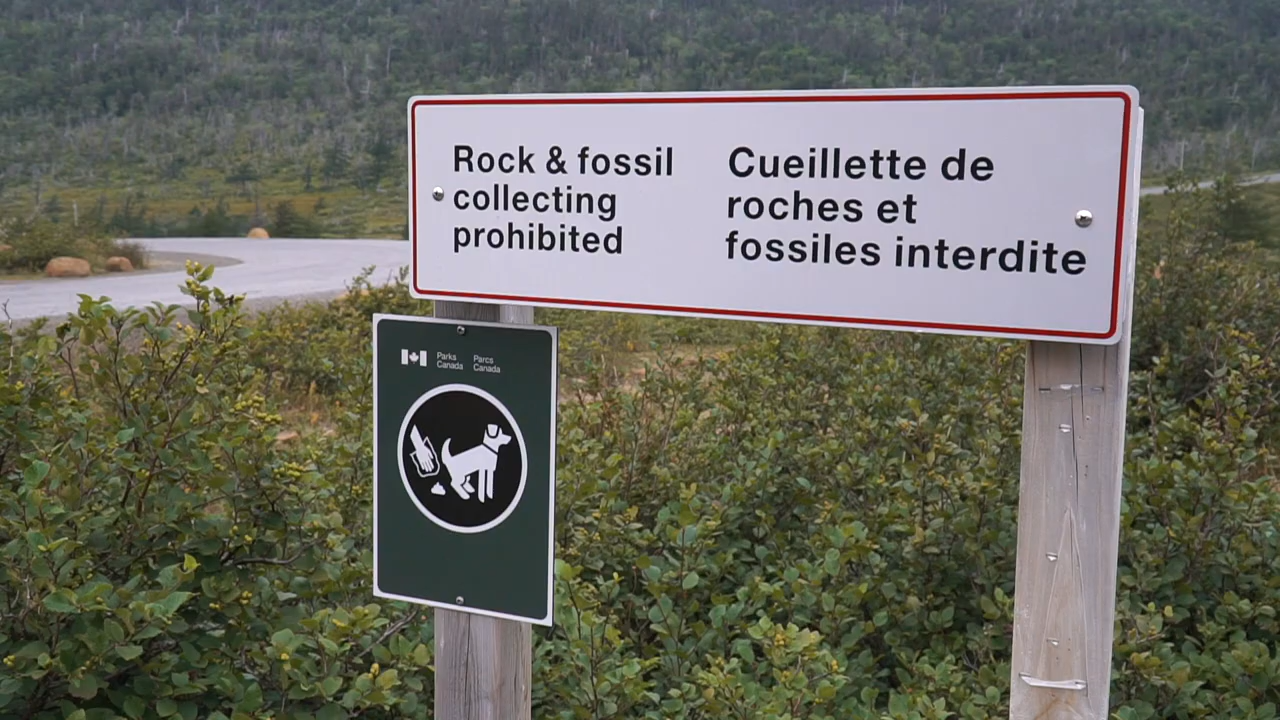 Rock & fossil
collecting
prohibited
Cueillette de
roches et
fossiles interdite
Parks
Canada
Parcs
Canada